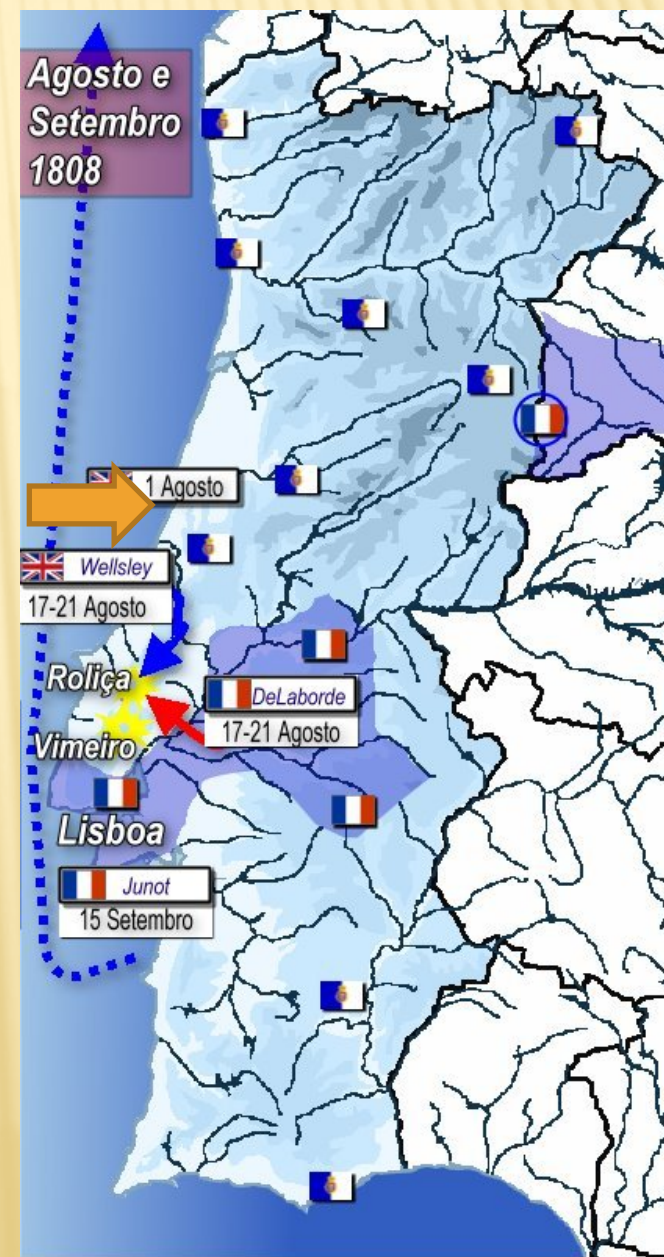 Agosto e
Setembro
1808
1 Agosto
Wellsley
17-21 Agosto
Roliça
DeLaborde
17-21 Agosto
Vimeiro
Lisboa
Junot
15 Setembro